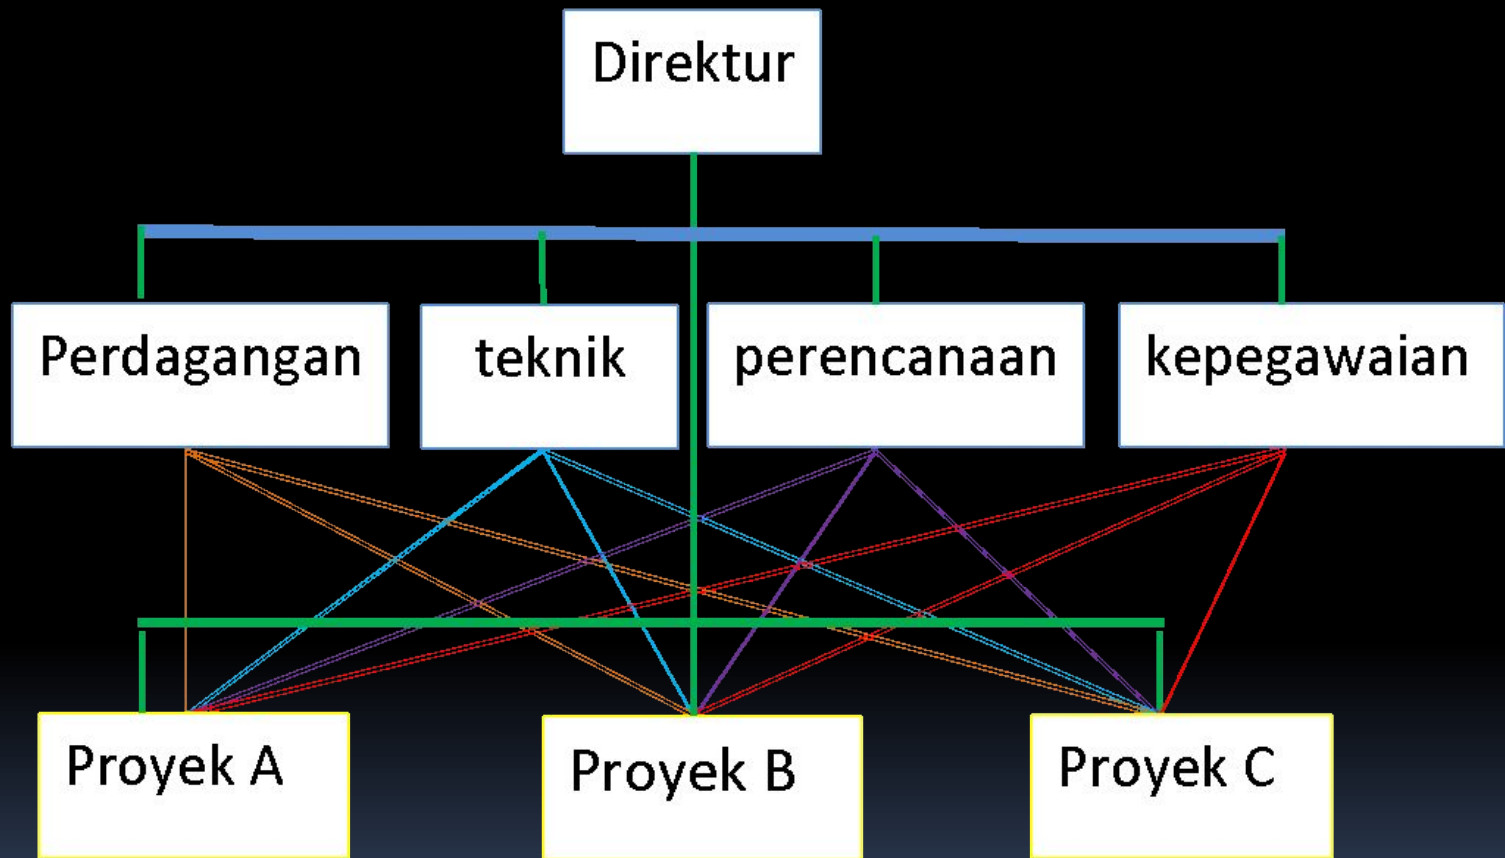 Direktur
Perdagangan
teknik
perencanaan
kepegawaian
Proyek A
Proyek B
Proyek C